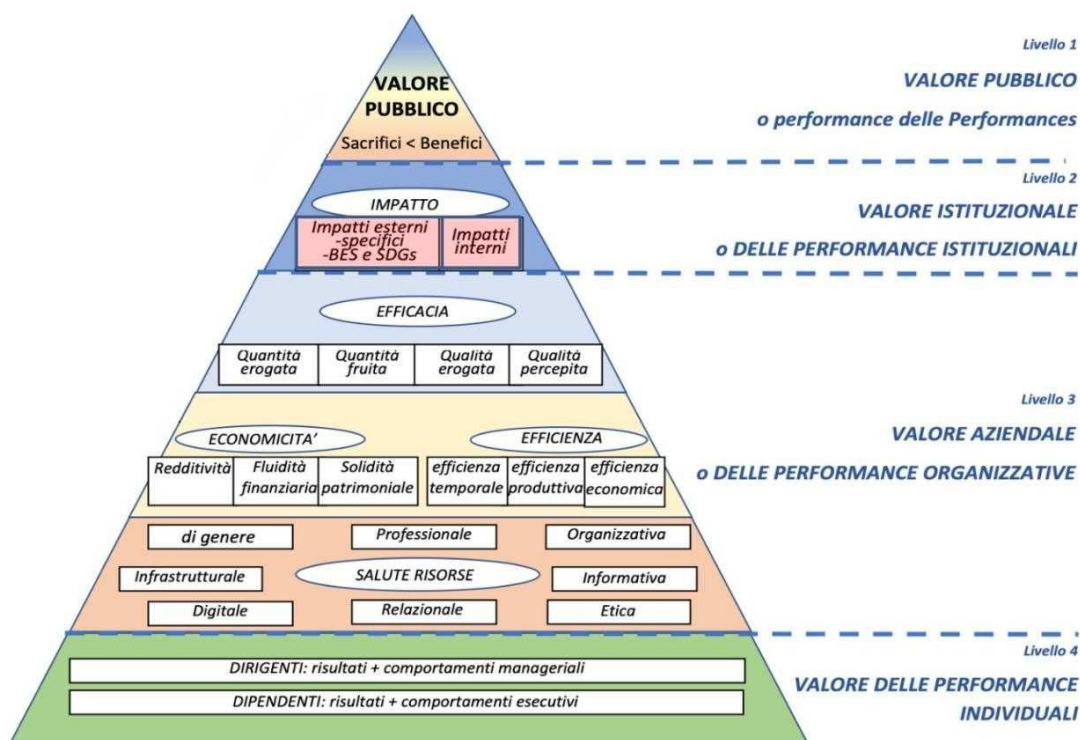 Livello 1
VALORE PUBBLICO
o performance delle Performances
VALORE
PUBBLICO
Sacrifici < Benefici
Livello 2
VALORE ISTITUZIONALE
o DELLE PERFORMANCE ISTITUZIONALI
IMPATTO
Impatti esterni
-specifici
-BES e SDGs
Impatti
interni
EFFICACIA
Quantità
erogata
Quantità
fruita
Qualità
erogata
Qualità
percepita
Livello 3
VALORE AZIENDALE
o DELLE PERFORMANCE ORGANIZZATIVE
ECONOMICITA’
Redditività
Fluidità
finanziaria
Solidità
patrimoniale
EFFICIENZA
efficienza
temporale
efficienza
produttiva
efficienza
economica
di genere
Professionale
Organizzativa
Infrastrutturale
SALUTE RISORSE
Informativa
Digitale
Relazionale
Etica
Livello 4
VALORE DELLE PERFORMANCE
INDIVIDUALI
DIRIGENTI: risultati + comportamenti manageriali
DIPENDENTI: risultati + comportamenti esecutivi